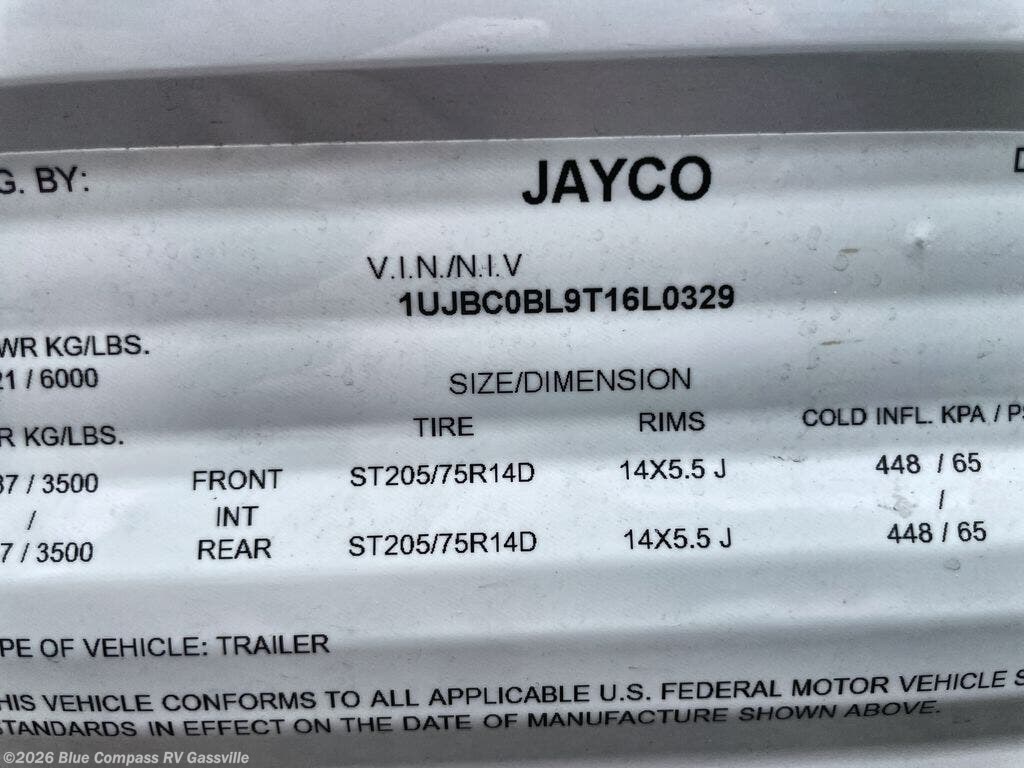 G. BY: JAYCO D
V.I.N./N.I.V
1UJBC0BL9T16L0329
WR KG/LBS.
21 / 6000 SIZE/DIMENSION
R KG/LBS. TIRE RIMS COLD INFL. KPA / PS
37 / 3500 FRONT ST205/75R14D 14X5.5 J 448 / 65
/ INT /
7 / 3500 REAR ST205/75R14D 14X5.5 J 448 / 65
PE OF VEHICLE: TRAILER
HIS VEHICLE CONFORMS TO ALL APPLICABLE U.S. FEDERAL MOTOR VEHICLE S
STANDARDS IN EFFECT ON THE DATE OF MANUFACTURE SHOWN ABOVE.
©2026 Blue Compass RV Gassville